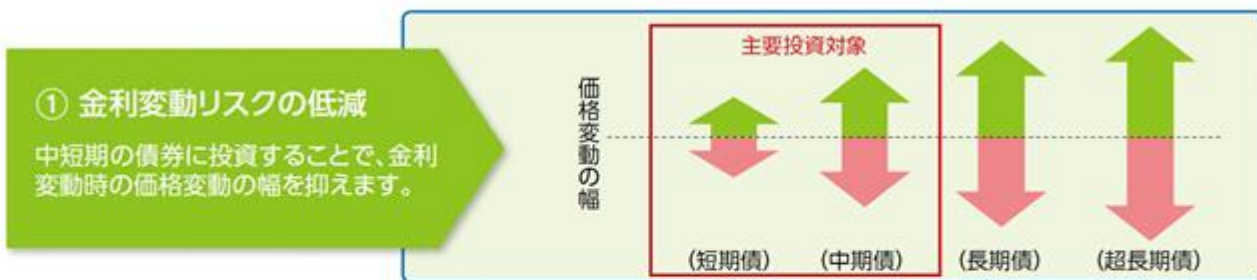 ① 金利変動リスクの低減
中短期の債券に投資することで、金利
変動時の価格変動の幅を抑えます。
主要投資対象
価格変動の幅
(短期債)
(中期債)
(長期債)
(超長期債)